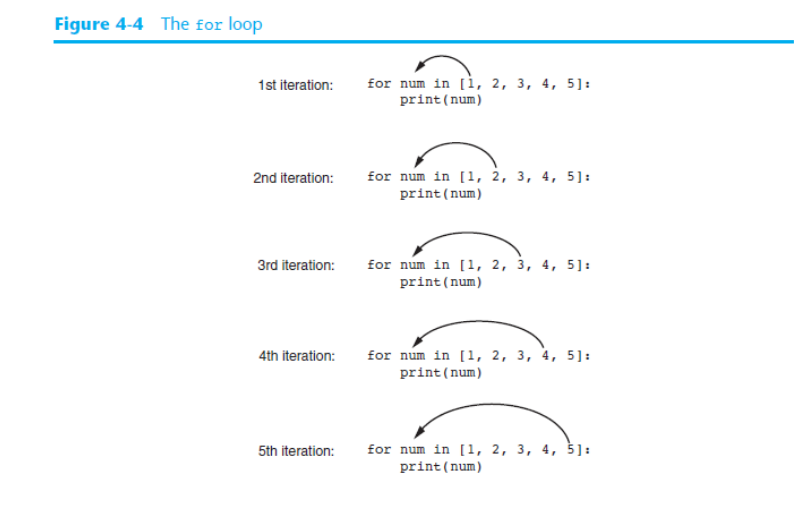 Figure 4-4 The for loop
1st iteration: for num in [1, 2, 3, 4, 5]:
print(num)
2nd iteration: for num in [1, 2, 3, 4, 5]:
print(num)
3rd iteration: for num in [1, 2, 3, 4, 5]:
print(num)
4th iteration: for num in [1, 2, 3, 4, 5]:
print(num)
5th iteration: for num in [1, 2, 3, 4, 5]:
print(num)